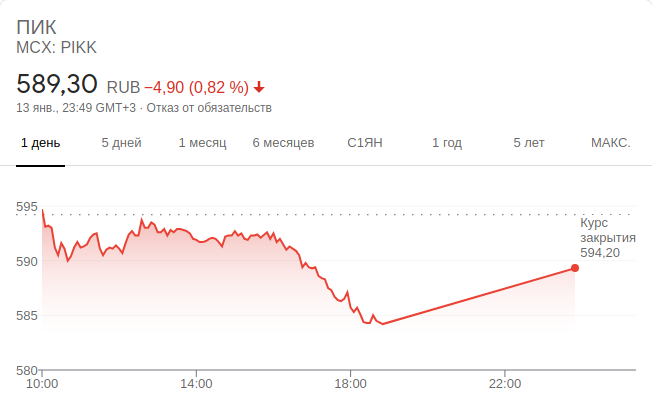 ПИК
MCX: PIKK
589,30 RUB −4,90 (0,82 %)
13 янв., 23:49 GMT+3 · Отказ от обязательств
1 день 5 дней 1 месяц 6 месяцев С1ЯН 1 год 5 лет МАКС.
595
Курс
закрытия
594,20
590
585
580
10:00 14:00 18:00 22:00